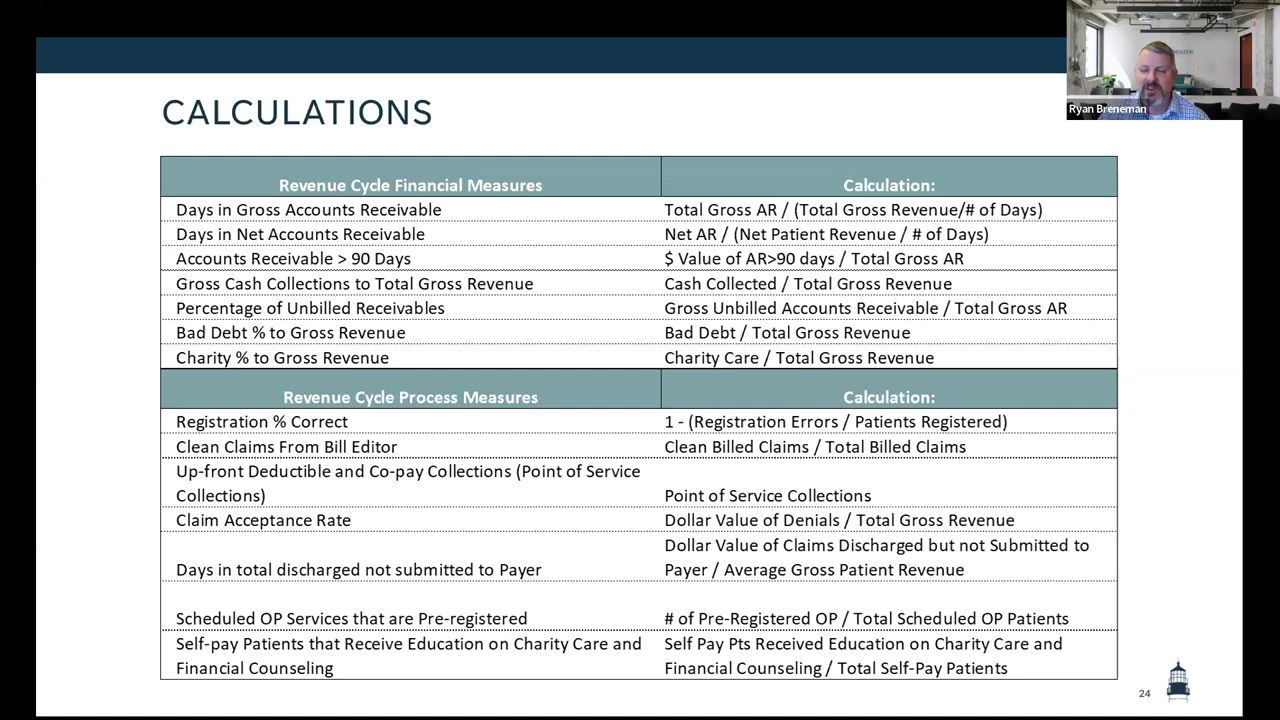 WATER
Ryan Breneman
CALCULATIONS
Revenue Cycle Financial Measures Calculation:
Days in Gross Accounts Receivable Total Gross AR / (Total Gross Revenue/# of Days)
Days in Net Accounts Receivable Net AR / (Net Patient Revenue / # of Days)
Accounts Receivable > 90 Days $ Value of AR>90 days / Total Gross AR
Gross Cash Collections to Total Gross Revenue Cash Collected / Total Gross Revenue
Percentage of Unbilled Receivables Gross Unbilled Accounts Receivable / Total Gross AR
Bad Debt % to Gross Revenue Bad Debt / Total Gross Revenue
Charity % to Gross Revenue Charity Care / Total Gross Revenue
Revenue Cycle Process Measures Calculation:
Registration % Correct 1 - (Registration Errors / Patients Registered)
Clean Claims From Bill Editor Clean Billed Claims / Total Billed Claims
Up-front Deductible and Co-pay Collections (Point of Service
Collections) Point of Service Collections
Claim Acceptance Rate Dollar Value of Denials / Total Gross Revenue
Dollar Value of Claims Discharged but not Submitted to
Days in total discharged not submitted to Payer Payer / Average Gross Patient Revenue
Scheduled OP Services that are Pre-registered # of Pre-Registered OP / Total Scheduled OP Patients
Self-pay Patients that Receive Education on Charity Care and Self Pay Pts Received Education on Charity Care and
Financial Counseling Financial Counseling / Total Self-Pay Patients
24